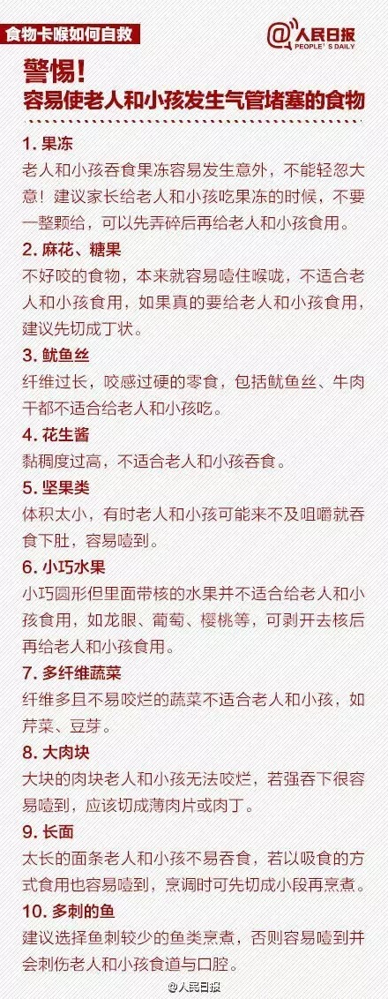 食物卡喉如何自救
@人民日报
PEOPLE'S DAILY
警惕！
容易使老人和小孩发生气管堵塞的食物
1. 果冻
老人和小孩吞食果冻容易发生意外，不能轻忽大
意！建议家长给老人和小孩吃果冻的时候，不要
一整颗给，可以先弄碎后再给老人和小孩食用。
2. 麻花、糖果
不好咬的食物，本来就容易噎住喉咙，不适合老
人和小孩食用，如果真的要给老人和小孩食用，
建议先切成丁状。
3. 鱿鱼丝
纤维过长，咬感过硬的零食，包括鱿鱼丝、牛肉
干都不适合给老人和小孩吃。
4. 花生酱
黏稠度过高，不适合老人和小孩吞食。
5. 坚果类
体积太小，有时老人和小孩可能来不及咀嚼就吞
食下肚，容易噎到。
6. 小巧水果
小巧圆形但里面带核的水果并不适合给老人和小
孩食用，如龙眼、葡萄、樱桃等，可剥开去核后
再给老人和小孩食用。
7. 多纤维蔬菜
纤维多且不易咬烂的蔬菜不适合老人和小孩，如
芹菜、豆芽。
8. 大肉块
大块的肉块老人和小孩无法咬烂，若强吞下很容
易噎到，应该切成薄肉片或肉丁。
9. 长面
太长的面条老人和小孩不易吞食，若以吸食的方
式食用也容易噎到，烹调时可先切成小段再烹煮。
10. 多刺的鱼
建议选择鱼刺较少的鱼类烹煮，否则容易噎到并
会刺伤老人和小孩食道与口腔。
@人民日报